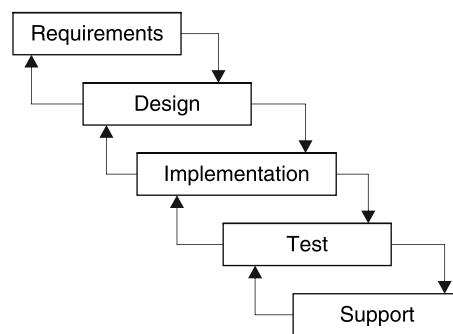 Requirements
Design
Implementation
Test
Support